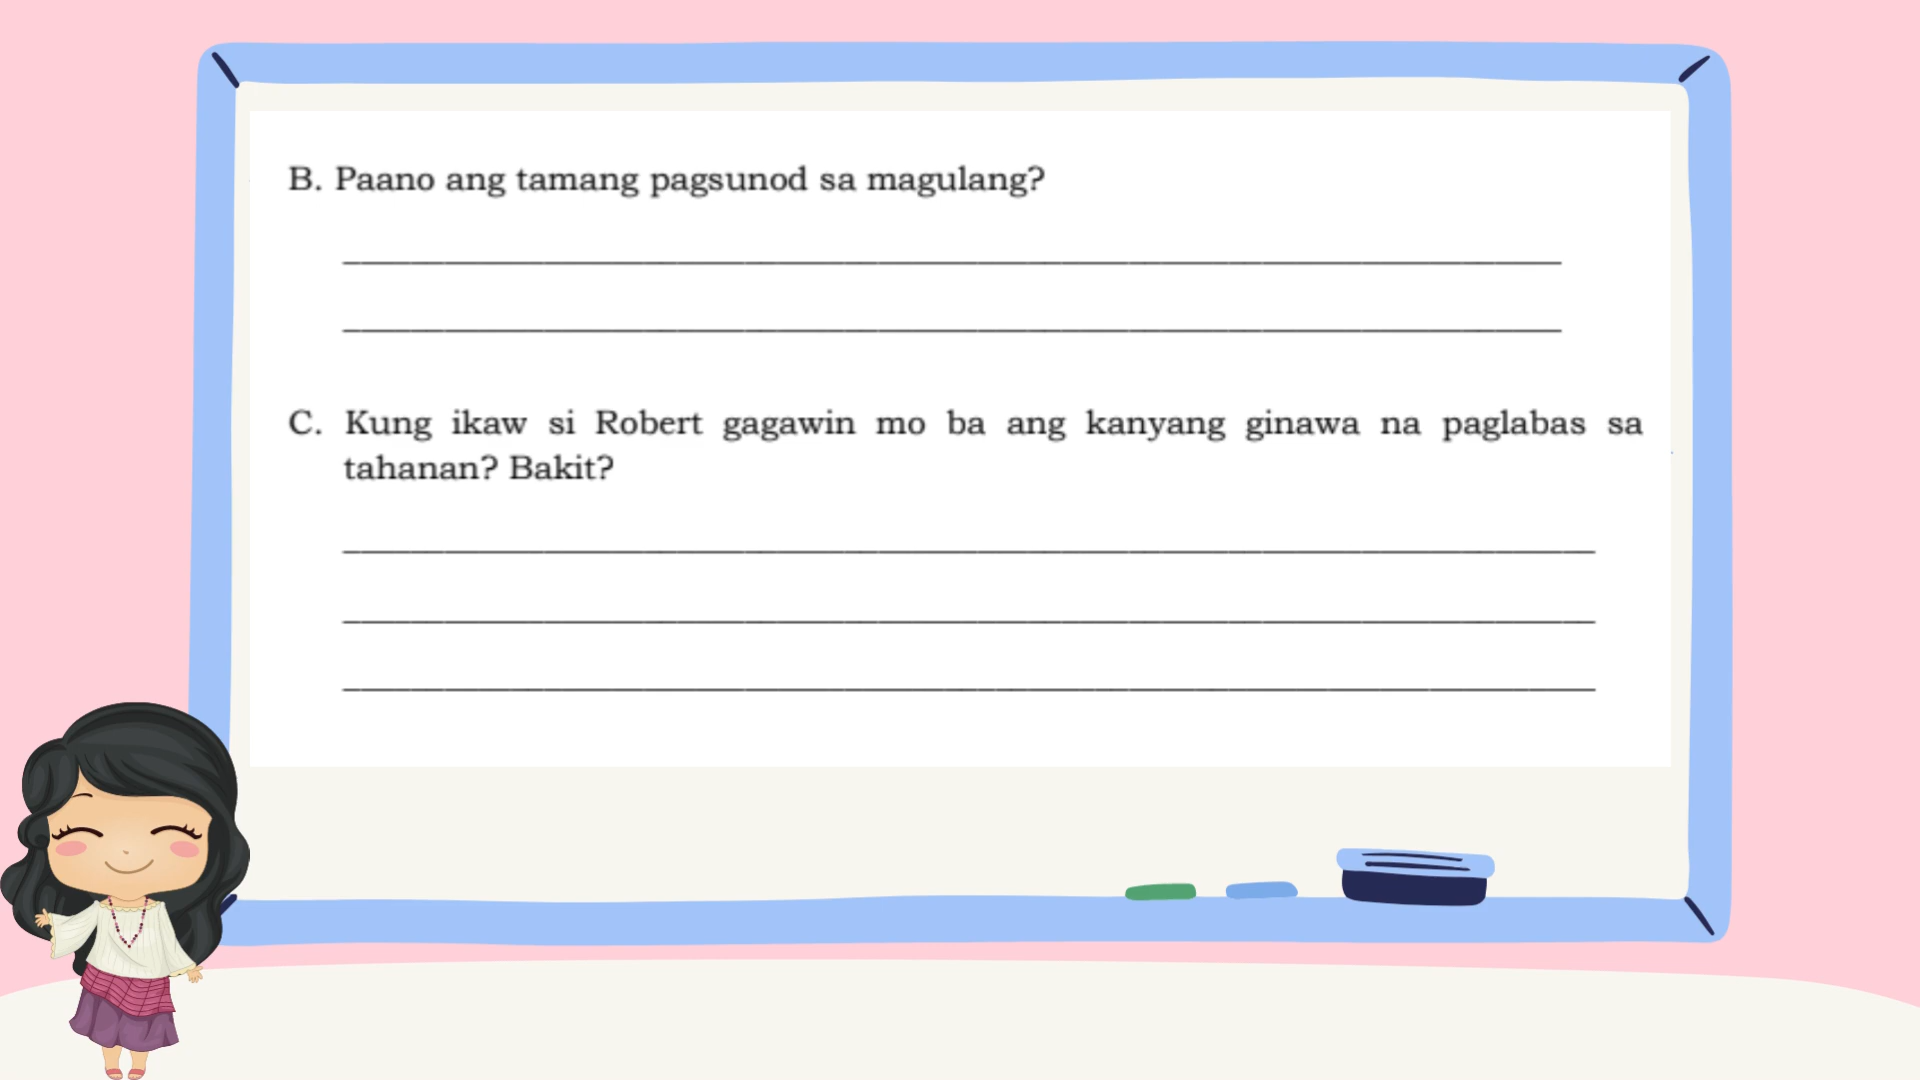 B. Paano ang tamang pagsunod sa magulang?
C. Kung ikaw si Robert gagawin mo ba ang kanyang ginawa na paglabas sa
tahanan? Bakit?